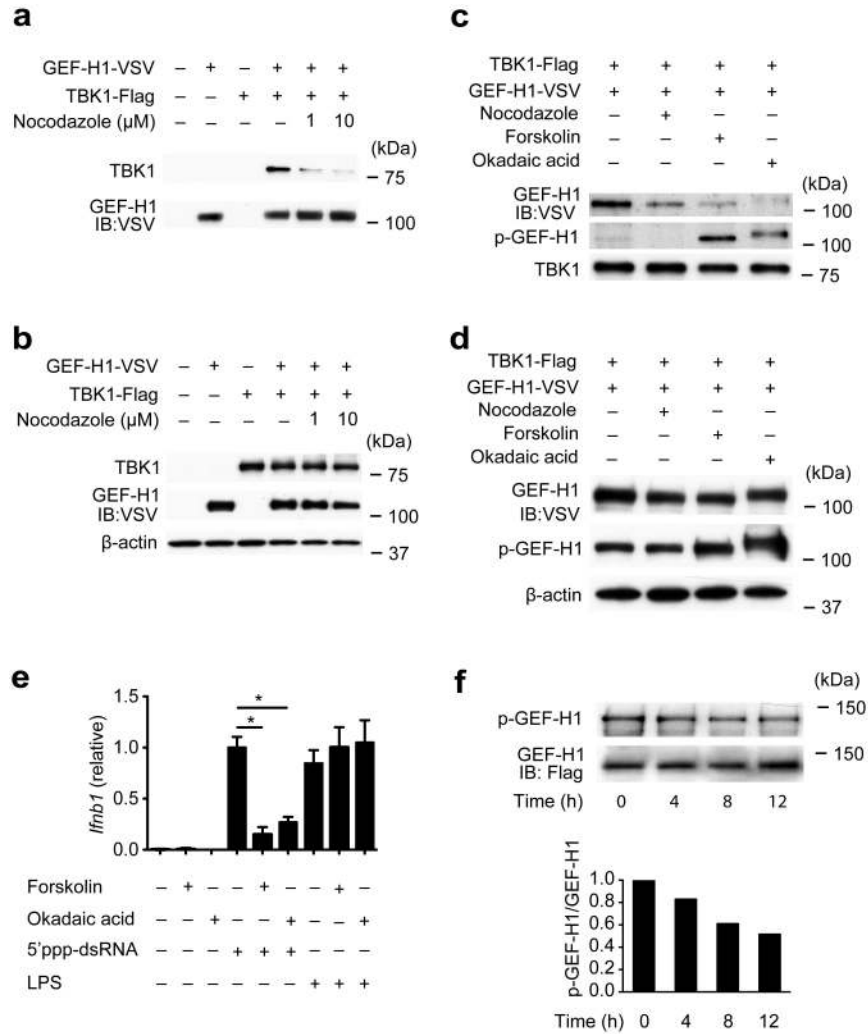 a
GEF-H1-VSV – + – + + +
TBK1-Flag – – + + + +
Nocodazole (µM) – – – – 1 10
(kDa)
TBK1
– 75
GEF-H1
IB:VSV
– 100
b
GEF-H1-VSV – + – + + +
TBK1-Flag – – + + + +
Nocodazole (µM) – – – – 1 10
(kDa)
TBK1
– 75
GEF-H1
IB:VSV
– 100
β-actin
– 37
c
TBK1-Flag + + + +
GEF-H1-VSV + + + +
Nocodazole – + – –
Forskolin – – + –
Okadaic acid – – – +
(kDa)
GEF-H1
IB:VSV
– 100
p-GEF-H1
– 100
TBK1
– 75
d
TBK1-Flag + + + +
GEF-H1-VSV + + + +
Nocodazole – + – –
Forskolin – – + –
Okadaic acid – – – +
(kDa)
GEF-H1
IB:VSV
– 100
p-GEF-H1
– 100
β-actin
– 37
e
Ifnb1 (relative)
1.5
1.0
0.5
0.0
*
*
Forskolin – + – – + – – + –
Okadaic acid – – + – – + – – +
5'ppp-dsRNA – – – + + + – – –
LPS – – – – – – + + +
f
(kDa)
p-GEF-H1
– 150
GEF-H1
IB: Flag
– 150
Time (h) 0 4 8 12
p-GEF-H1/GEF-H1
1.0
0.8
0.6
0.4
0.2
0.0
Time (h) 0 4 8 12